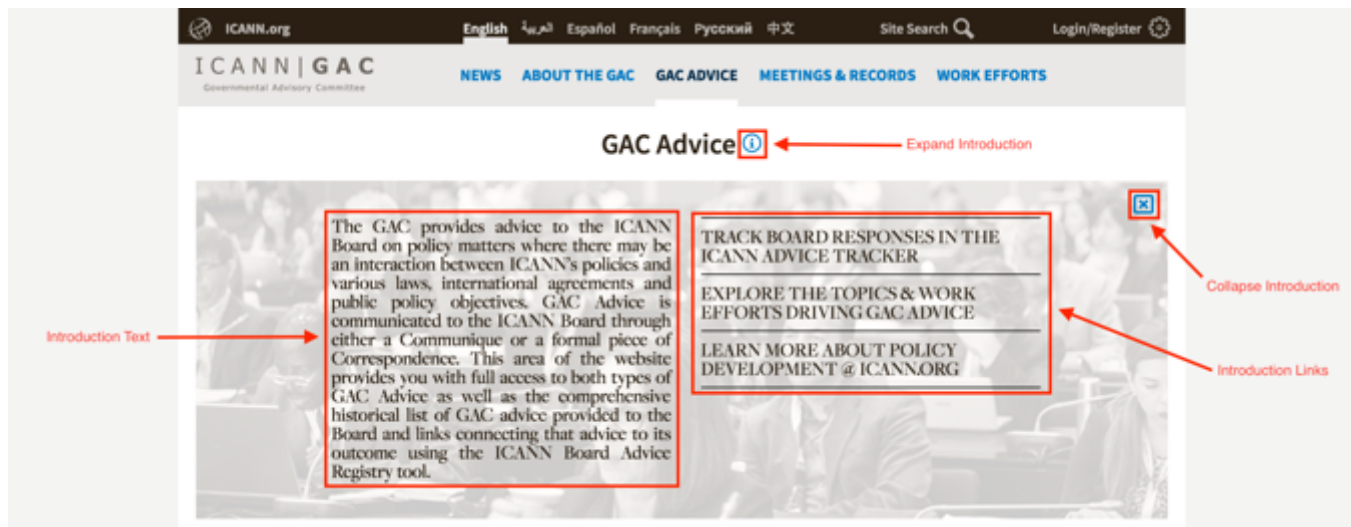 ICANN.org English العربية Español Français Русский 中文 Site Search Login/Register
ICANN|GAC
Governmental Advisory Committee
NEWS ABOUT THE GAC GAC ADVICE MEETINGS & RECORDS WORK EFFORTS
GAC Advice
Expand Introduction
The GAC provides advice to the ICANN
Board on policy matters where there may be
an interaction between ICANN's policies and
various laws, international agreements and
public policy objectives. GAC Advice is
communicated to the ICANN Board through
either a Communique or a formal piece of
Correspondence. This area of the website
provides you with full access to both types of
GAC Advice as well as the comprehensive
historical list of GAC advice provided to the
Board and links connecting that advice to its
outcome using the ICANN Board Advice
Registry tool.
TRACK BOARD RESPONSES IN THE
ICANN ADVICE TRACKER
EXPLORE THE TOPICS & WORK
EFFORTS DRIVING GAC ADVICE
LEARN MORE ABOUT POLICY
DEVELOPMENT @ ICANN.ORG
Collapse Introduction
Introduction Text
Introduction Links